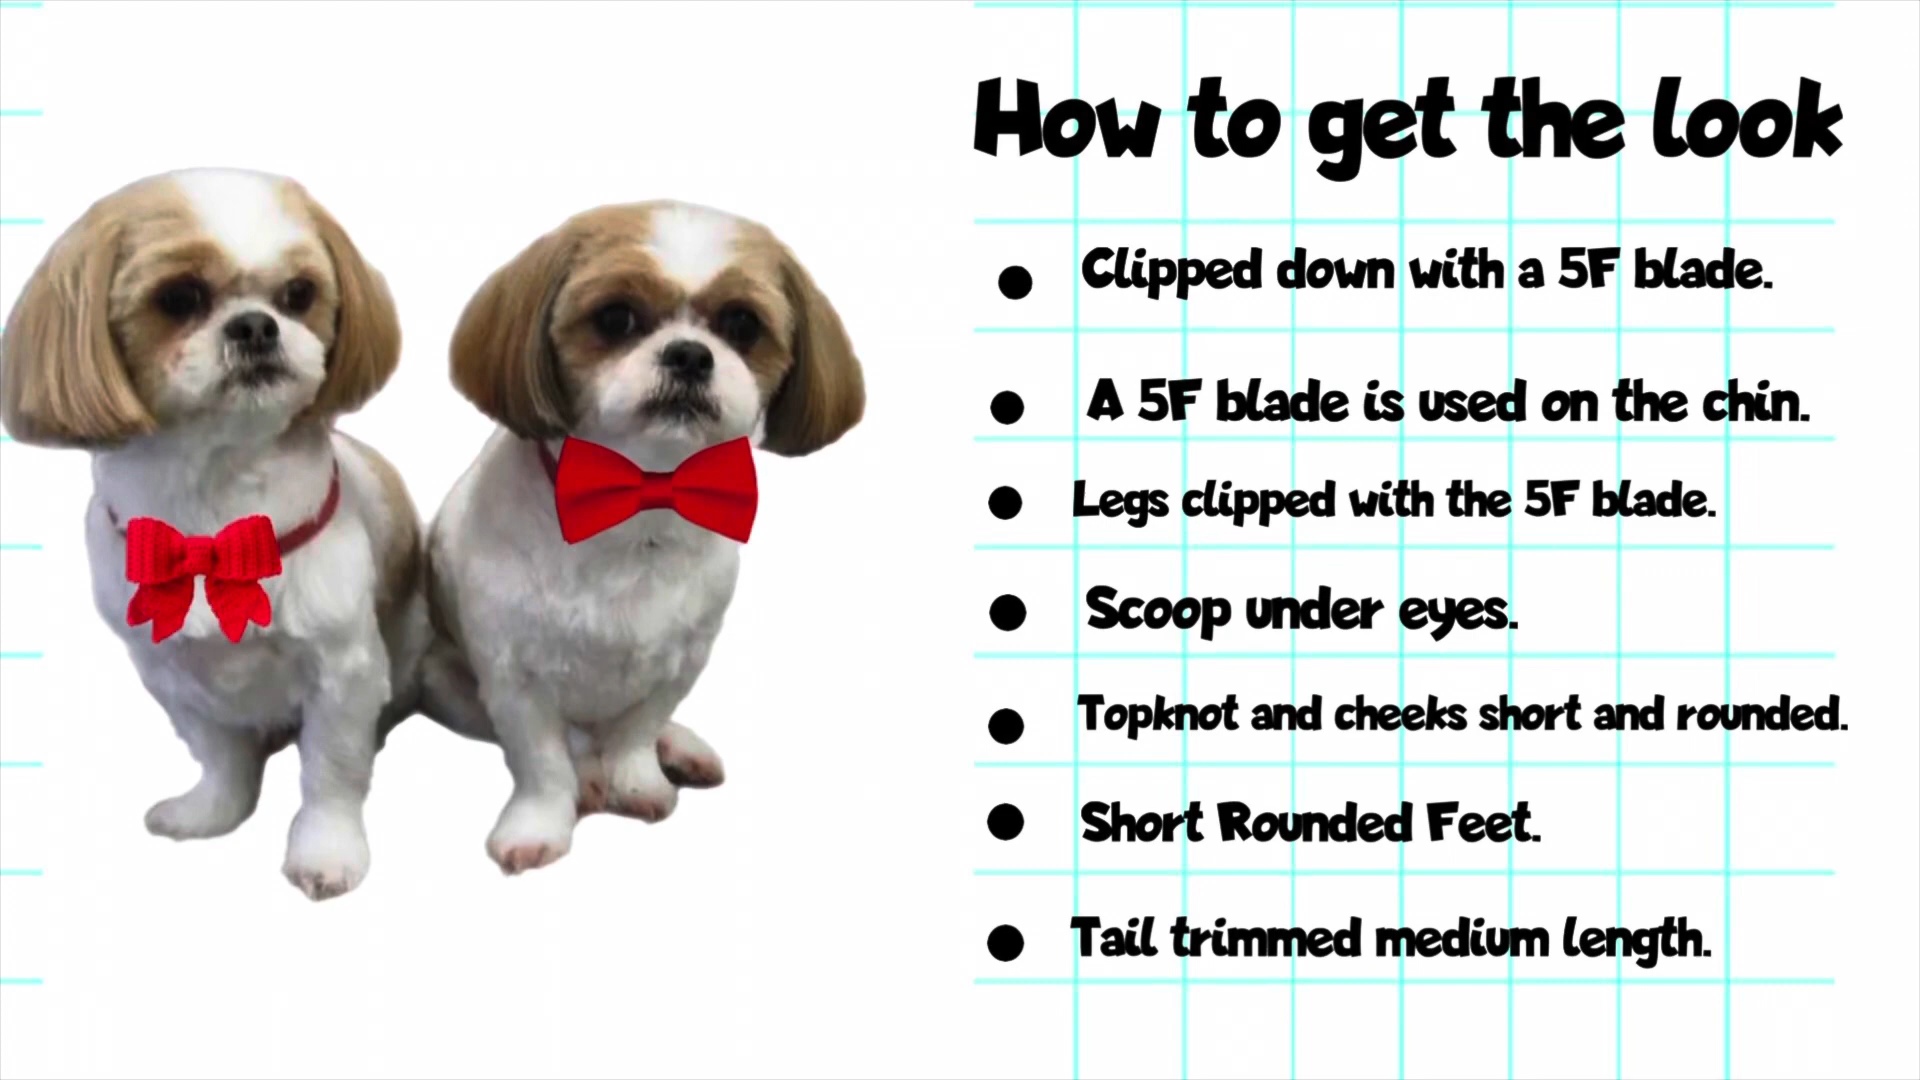 How to get the look
Clipped down with a 5F blade.
A 5F blade is used on the chin.
Legs clipped with the 5F blade.
Scoop under eyes.
Topknot and cheeks short and rounded.
Short Rounded Feet.
Tail trimmed medium length.